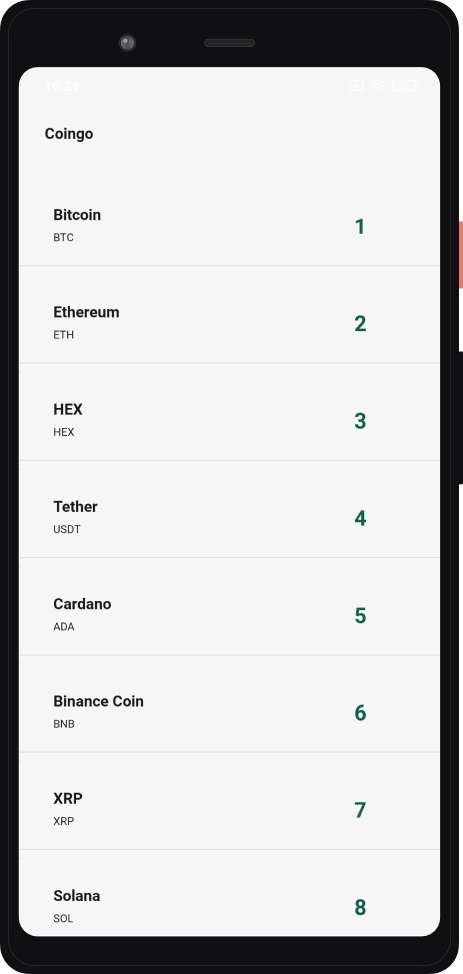 16:29
Coingo
Bitcoin
1
BTC
Ethereum
2
ETH
HEX
3
HEX
Tether
4
USDT
Cardano
5
ADA
Binance Coin
6
BNB
XRP
7
XRP
Solana
8
SOL